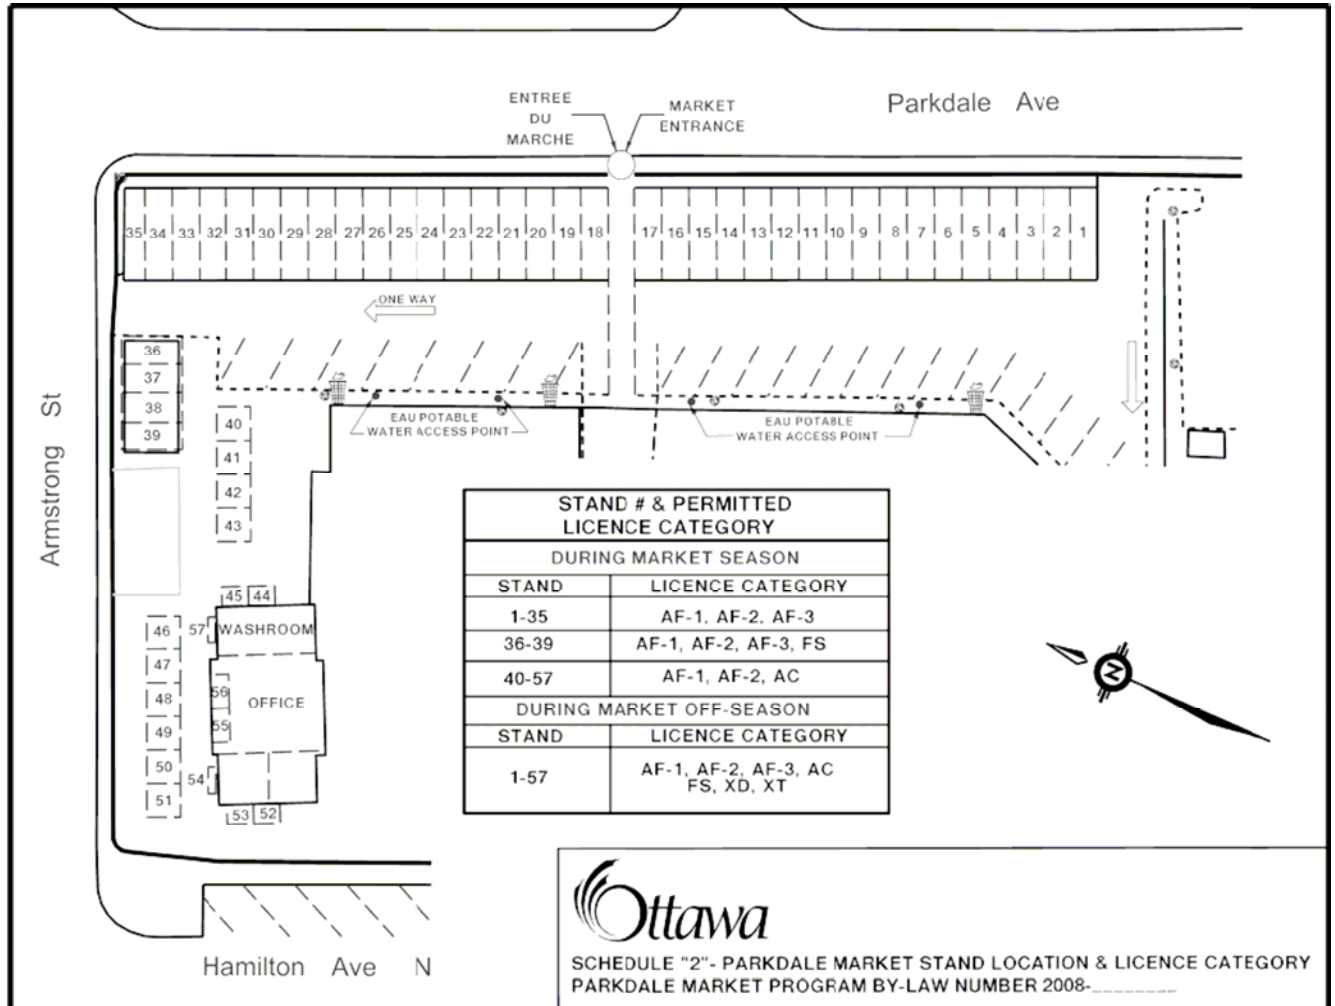 ENTREE
DU
MARCHE
MARKET
ENTRANCE
Parkdale Ave
35 34 33 32 31 30 29 28 27 26 25 24 23 22 21 20 19 18 17 16 15 14 13 12 11 10 9 8 7 6 5 4 3 2 1
ONE WAY
36
37
38
39
40
41
42
43
EAU POTABLE
WATER ACCESS POINT
EAU POTABLE
WATER ACCESS POINT
Armstrong St
45 44
46
47
48
49
50
51
57
WASHROOM
56
OFFICE
55
54
53 52
STAND # & PERMITTED
LICENCE CATEGORY
DURING MARKET SEASON
STAND LICENCE CATEGORY
1-35 AF-1, AF-2, AF-3
36-39 AF-1, AF-2, AF-3, FS
40-57 AF-1, AF-2, AC
DURING MARKET OFF-SEASON
STAND LICENCE CATEGORY
1-57 AF-1, AF-2, AF-3, AC
FS, XD, XT
N
Hamilton Ave N
Ottawa
SCHEDULE "2"- PARKDALE MARKET STAND LOCATION & LICENCE CATEGORY
PARKDALE MARKET PROGRAM BY-LAW NUMBER 2008-________